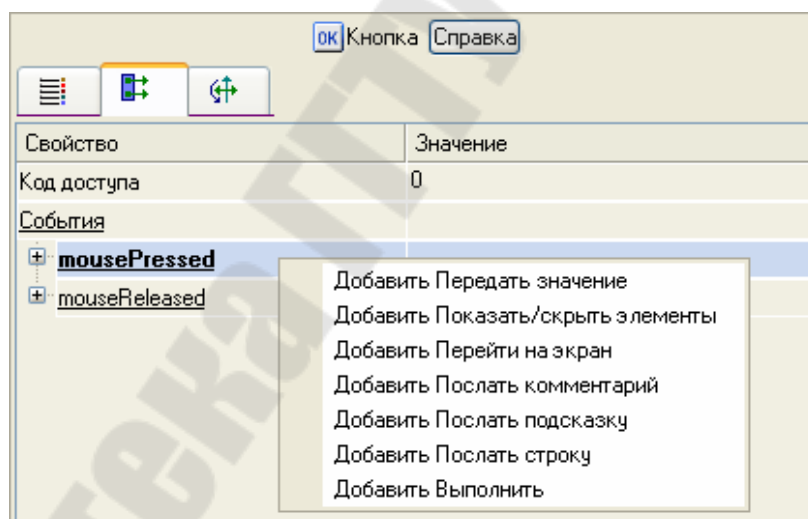 ОК Кнопка Справка
Свойство Значение
Код доступа 0
События
mousePressed
mouseReleased
Добавить Передать значение
Добавить Показать/скрыть элементы
Добавить Перейти на экран
Добавить Послать комментарий
Добавить Послать подсказку
Добавить Послать строку
Добавить Выполнить